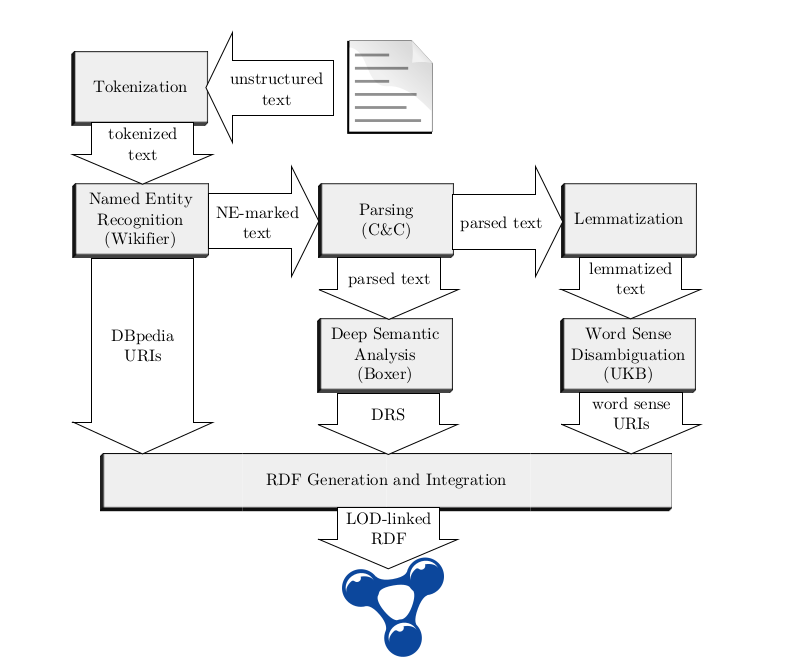 Tokenization
unstructured
text
tokenized
text
Named Entity
Recognition
(Wikifier)
NE-marked
text
Parsing
(C&C)
parsed text
Lemmatization
parsed text
lemmatized
text
DBpedia
URIs
Deep Semantic
Analysis
(Boxer)
Word Sense
Disambiguation
(UKB)
DRS
word sense
URIs
RDF Generation and Integration
LOD-linked
RDF